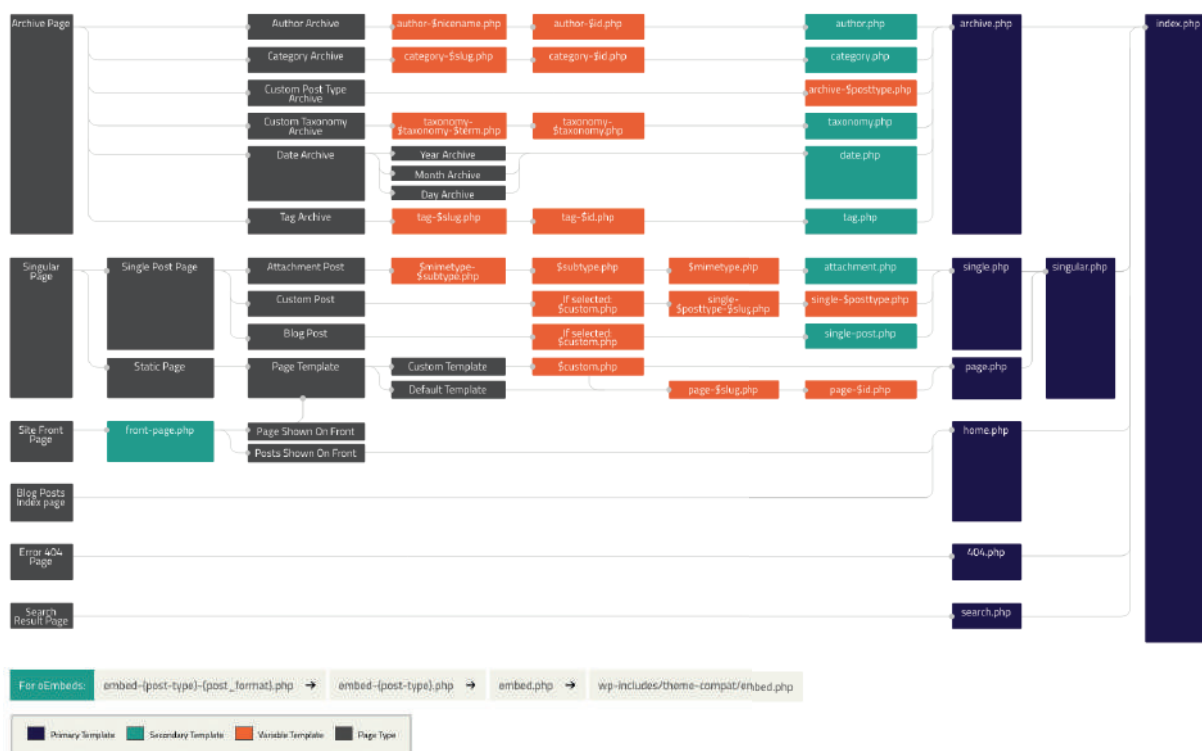 Archive Page
Author Archive
author-$nicename.php
author-$id.php
author.php
archive.php
index.php
Category Archive
category-$slug.php
category-$id.php
category.php
Custom Post Type
Archive
archive-$posttype.php
Custom Taxonomy
Archive
taxonomy-
$taxonomy-$term.php
taxonomy-
$taxonomy.php
taxonomy.php
Date Archive
Year Archive
Month Archive
Day Archive
date.php
Tag Archive
tag-$slug.php
tag-$id.php
tag.php
Singular
Page
Single Post Page
Attachment Post
$mimetype-
$subtype.php
$subtype.php
$mimetype.php
attachment.php
single.php
singular.php
Custom Post
If selected:
$custom.php
single-
$posttype-$slug.php
single-$posttype.php
Blog Post
If selected:
$custom.php
single-post.php
Static Page
Page Template
Custom Template
$custom.php
page.php
Default Template
page-$slug.php
page-$id.php
Site Front
Page
front-page.php
Page Shown On Front
Posts Shown On Front
home.php
Blog Posts
Index page
Error 404
Page
404.php
Search
Result Page
search.php
For oEmbeds:
embed-{post-type}-{post_format}.php → embed-{post-type}.php → embed.php → wp-includes/theme-compat/embed.php
Primary Template
Secondary Template
Variable Template
Page Type